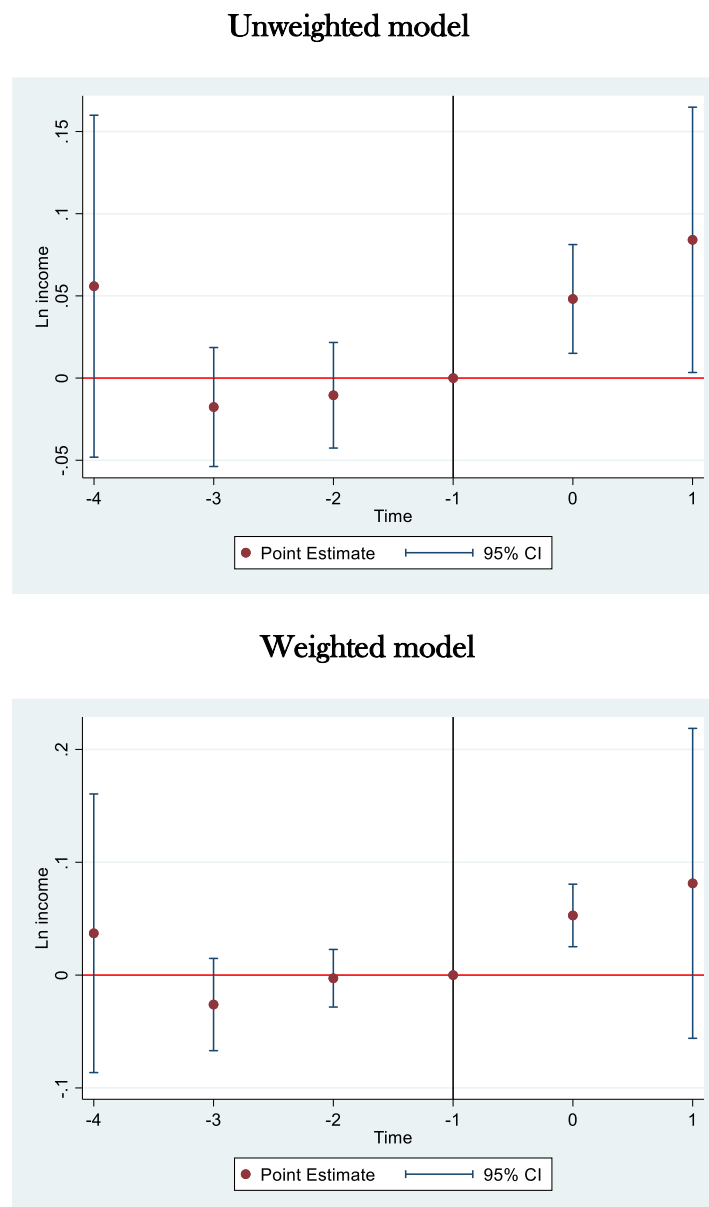 Unweighted model
.15
.1
.05
0
-.05
Ln income
-4 -3 -2 -1 0 1
Time
Point Estimate 95% CI
Weighted model
.2
.1
0
-.1
Ln income
-4 -3 -2 -1 0 1
Time
Point Estimate 95% CI